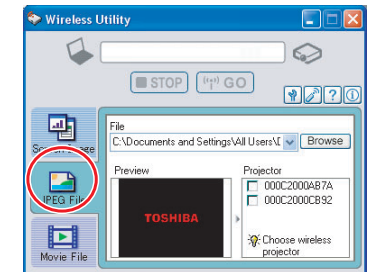 Wireless Utility
STOP
GO
File
C:\Documents and Settings\All Users\D
Browse
Preview
Projector
000C2000AB7A
000C2000CB92
JPEG File
TOSHIBA
Choose wireless
projector
Movie File